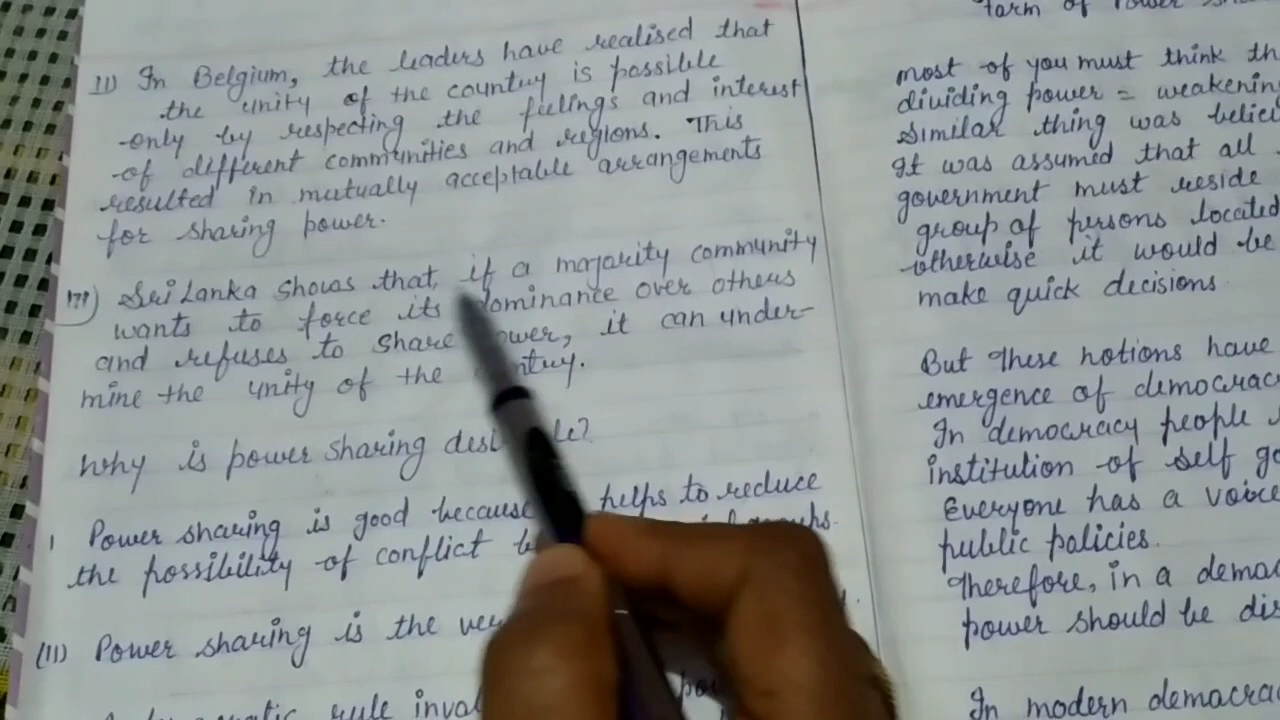 II) In Belgium, the leaders have realised that
the unity of the country is possible
only by respecting the feelings and interest
of different communities and regions. This
resulted in mutually acceptable arrangements
for sharing power.
III) Sri Lanka shows that, if a majority community
wants to force its dominance over others
and refuses to share power, it can under-
mine the unity of the
Why is power sharing
I Power sharing is good because helps to reduce
the possibility of conflict
(II) Power sharing is the
rule
most of you must think
dividing power = weakening
similar thing was
It was assumed that all
government must reside
group of persons located
otherwise it would be
make quick decisions.
But these notions have
emergence of
In democracy people
institution of self
Everyone has a voice
public policies.
Therefore, in a
power should be
In modern